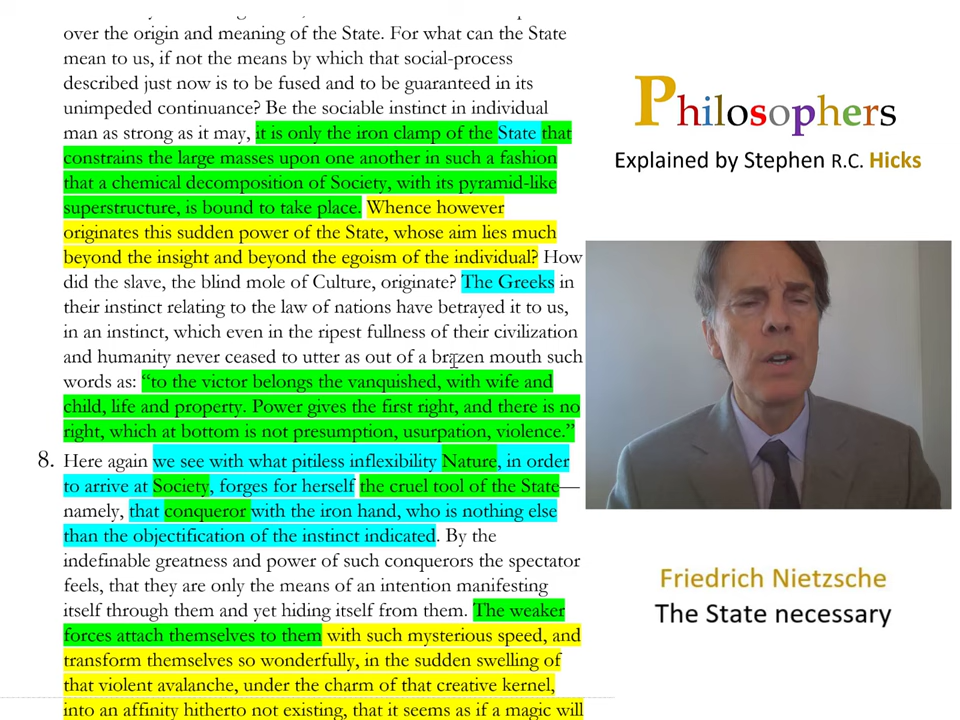 over the origin and meaning of the State. For what can the State
mean to us, if not the means by which that social-process
described just now is to be fused and to be guaranteed in its
unimpeded continuance? Be the sociable instinct in individual
man as strong as it may, it is only the iron clamp of the State that
constrains the large masses upon one another in such a fashion
that a chemical decomposition of Society, with its pyramid-like
superstructure, is bound to take place. Whence however
originates this sudden power of the State, whose aim lies much
beyond the insight and beyond the egoism of the individual? How
did the slave, the blind mole of Culture, originate? The Greeks in
their instinct relating to the law of nations have betrayed it to us,
in an instinct, which even in the ripest fullness of their civilization
and humanity never ceased to utter as out of a brazen mouth such
words as: “to the victor belongs the vanquished, with wife and
child, life and property. Power gives the first right, and there is no
right, which at bottom is not presumption, usurpation, violence.”
8. Here again we see with what pitiless inflexibility Nature, in order
to arrive at Society, forges for herself the cruel tool of the State—
namely, that conqueror with the iron hand, who is nothing else
than the objectification of the instinct indicated. By the
indefinable greatness and power of such conquerors the spectator
feels, that they are only the means of an intention manifesting
itself through them and yet hiding itself from them. The weaker
forces attach themselves to them with such mysterious speed, and
transform themselves so wonderfully, in the sudden swelling of
that violent avalanche, under the charm of that creative kernel,
into an affinity hitherto not existing, that it seems as if a magic will
Philosophers
Explained by Stephen R.C. Hicks
Friedrich Nietzsche
The State necessary